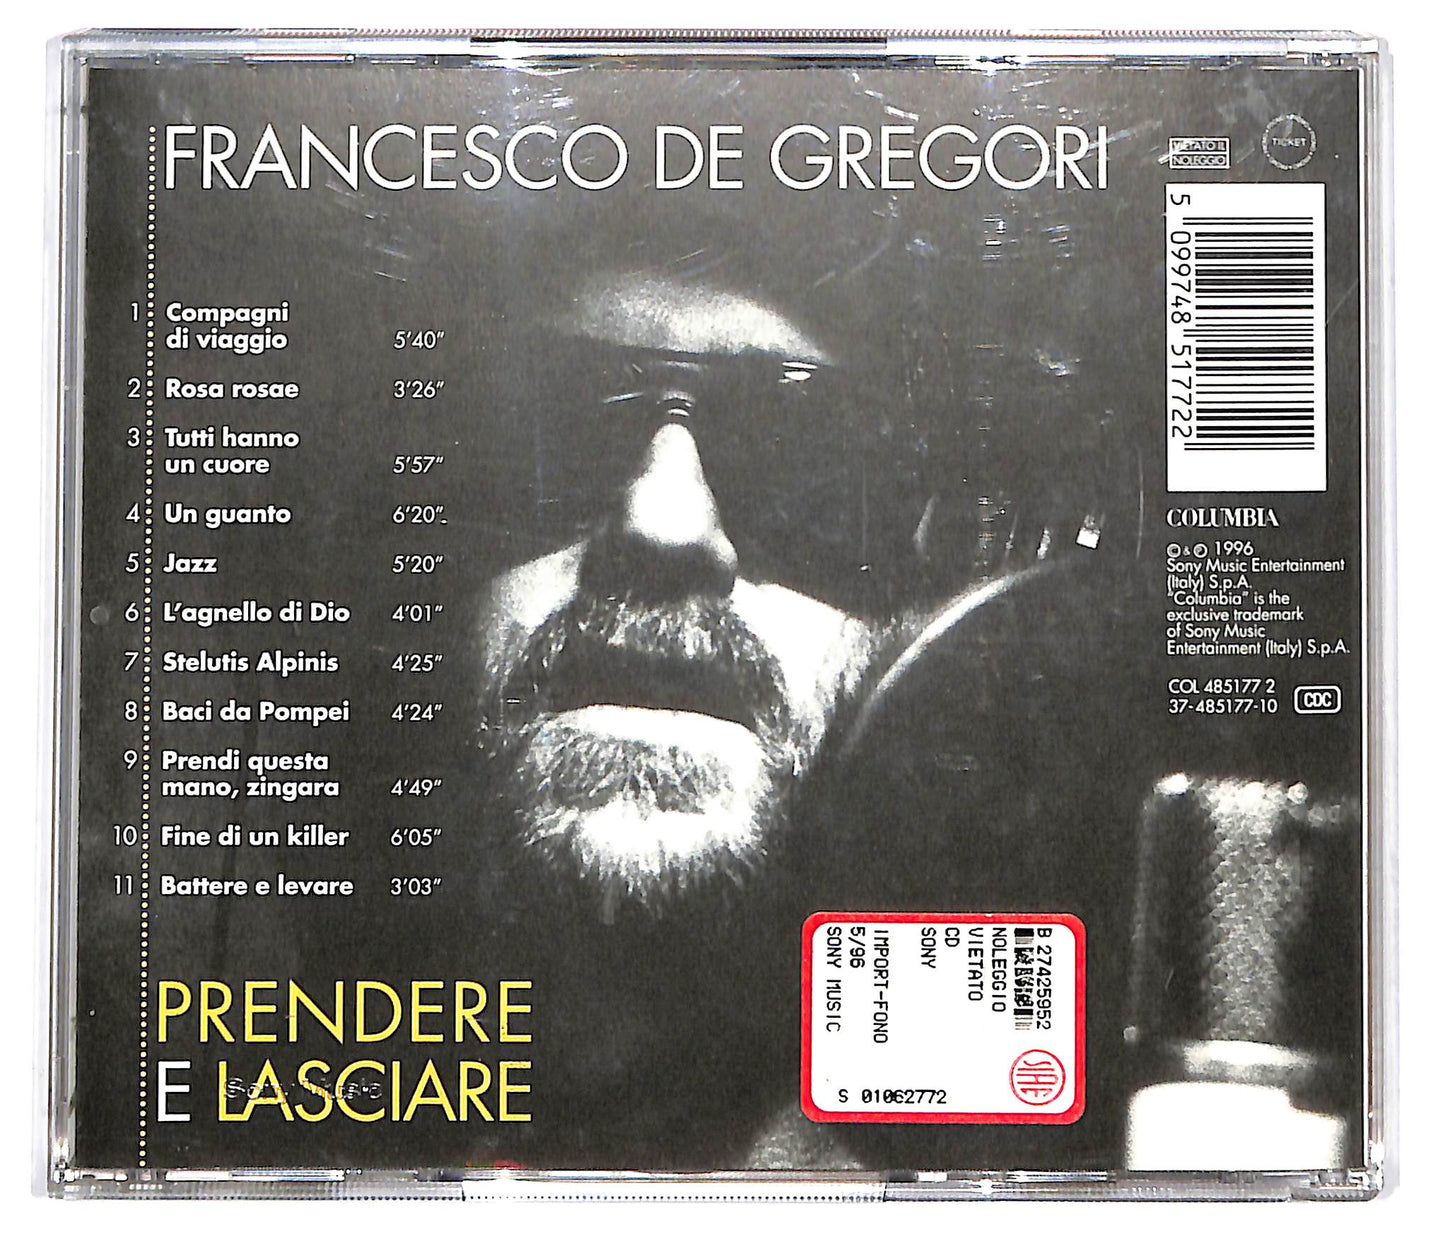 FRANCESCO DE GREGORI
VIETATO IL
NOLEGGIO
TICKET
5 099748 517722
1 Compagni
di viaggio 5'40"
2 Rosa rosae 3'26"
3 Tutti hanno
un cuore 5'57"
4 Un guanto 6'20"
5 Jazz 5'20"
6 L'agnello di Dio 4'01"
7 Stelutis Alpinis 4'25"
8 Baci da Pompei 4'24"
9 Prendi questa
mano, zingara 4'49"
10 Fine di un killer 6'05"
11 Battere e levare 3'03"
PRENDERE
E LASCIARE
Sony Music
COLUMBIA
© & ℗ 1996
Sony Music Entertainment
(Italy) S.p.A.
"Columbia" is the
exclusive trademark
of Sony Music
Entertainment (Italy) S.p.A.
COL 485177 2
37-485177-10
CDC
B 27425952
NOLEGGIO
VIETATO
CD
SONY
IMPORT-FONO
5/96
SONY MUSIC
SIAE
S 01062772